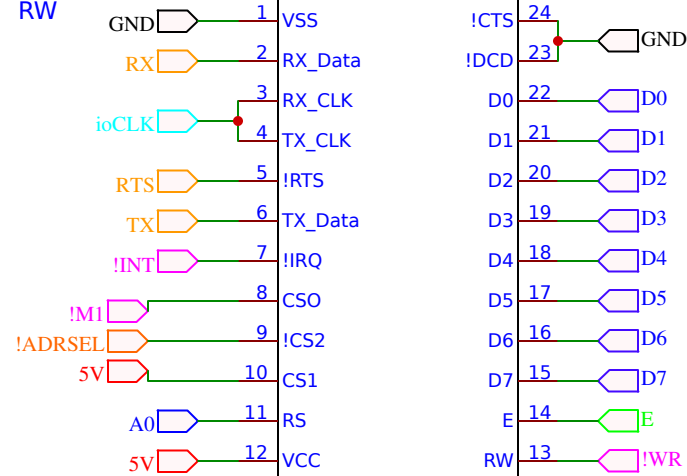 RW
GND 1 VSS !CTS 24 GND
RX 2 RX_Data !DCD 23
ioCLK 3 RX_CLK D0 22 D0
4 TX_CLK D1 21 D1
RTS 5 !RTS D2 20 D2
TX 6 TX_Data D3 19 D3
!INT 7 !IRQ D4 18 D4
!M1 8 CSO D5 17 D5
!ADRSEL 9 !CS2 D6 16 D6
5V 10 CS1 D7 15 D7
A0 11 RS E 14 E
5V 12 VCC RW 13 !WR